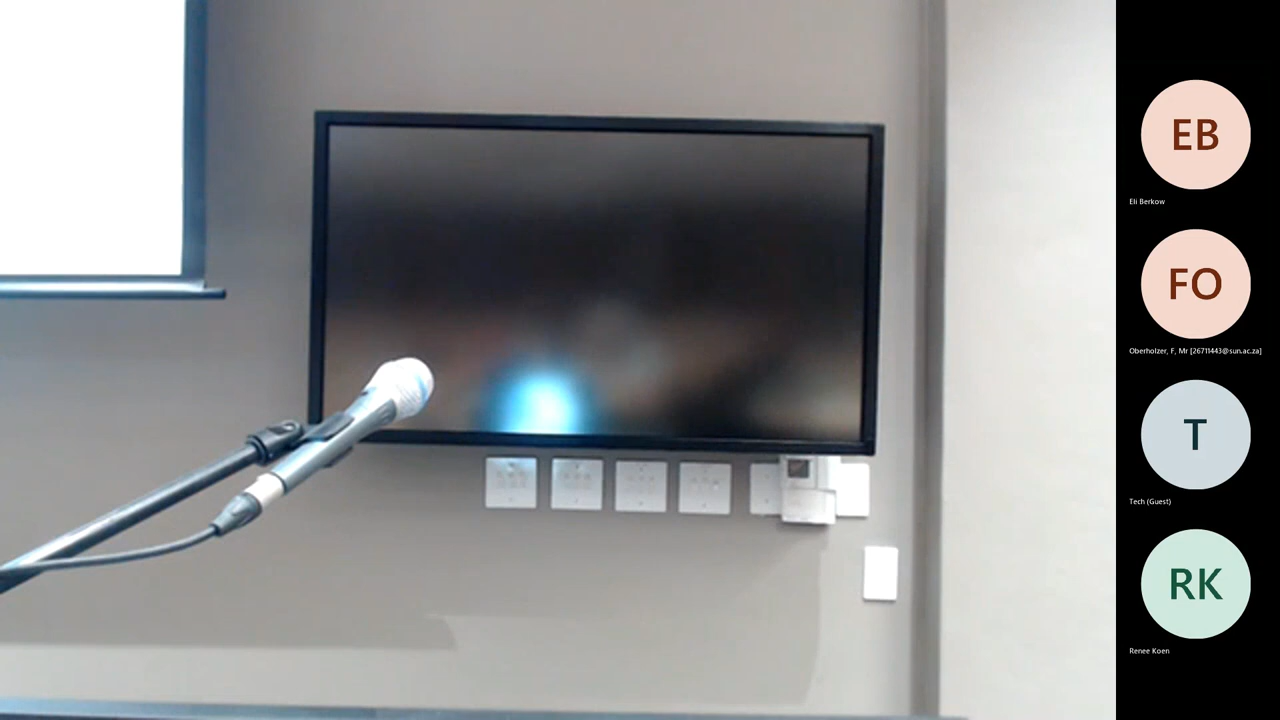 EB
Eli Berkow
FO
Oberholzer, F, Mr [26711443@sun.ac.za]
T
Tech (Guest)
RK
Renee Koen